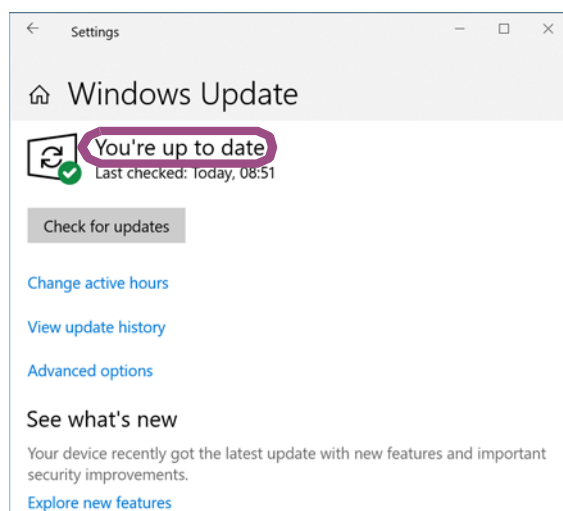 Settings
Windows Update
You're up to date
Last checked: Today, 08:51
Check for updates
Change active hours
View update history
Advanced options
See what's new
Your device recently got the latest update with new features and important
security improvements.
Explore new features